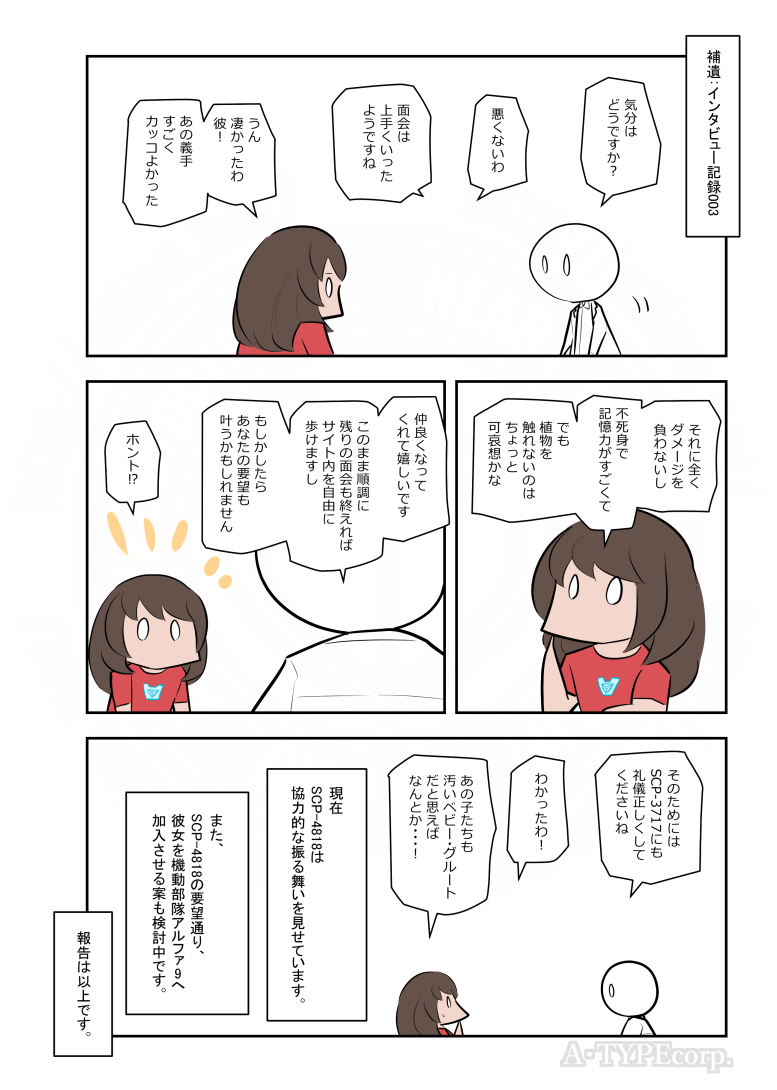 補遺：インタビュー記録003
気分は
どうですか？
悪くないわ
面会は
上手くいった
ようですね
うん
凄かったわ
彼！
あの義手
すごく
カッコよかった
それに全く
ダメージを
負わないし
不死身で
記憶力がすごくて
でも
植物を
触れないのは
ちょっと
可哀想かな
仲良くなって
くれて嬉しいです
このまま順調に
残りの面会も終えれば
サイト内を自由に
歩けますし
もしかしたら
あなたの要望も
叶うかもしれません
ホント!?
そのためには
SCP-3717にも
礼儀正しくして
くださいね
わかったわ！
あの子たちも
汚いベビー・グルート
だと思えば
なんとか・・・！
現在
SCP-4818は
協力的な振る舞いを見せています。
また、
SCP-4818の要望通り、
彼女を機動部隊アルファ9へ
加入させる案も検討中です。
報告は以上です。
A-TYPEcorp.